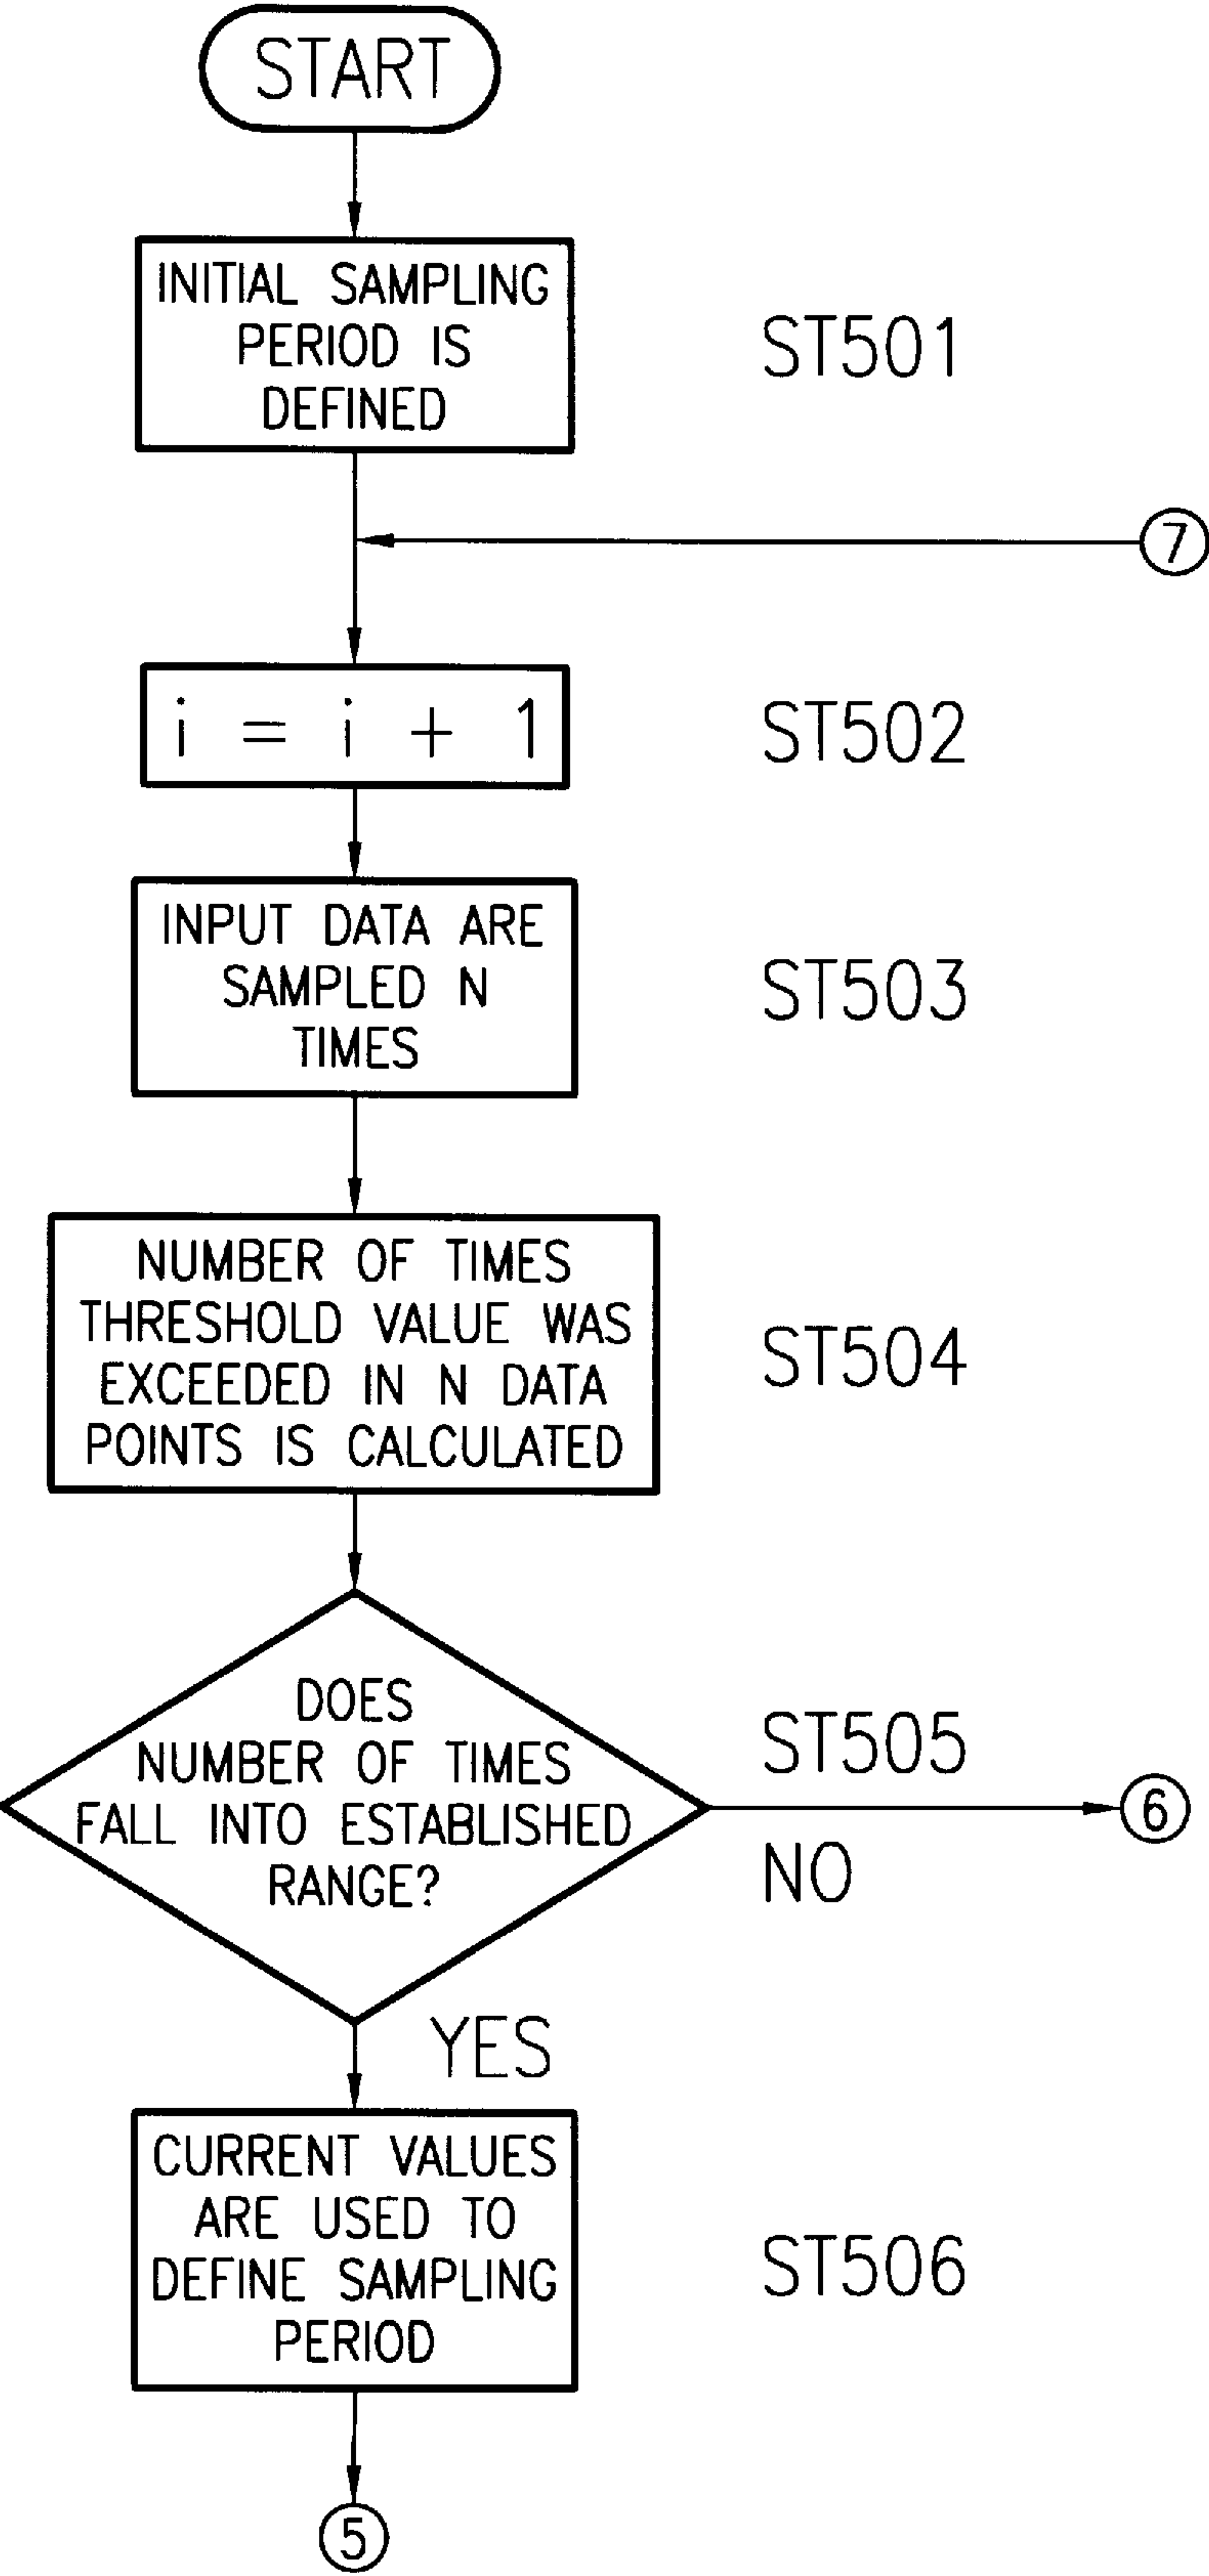 START
INITIAL SAMPLING
PERIOD IS
DEFINED
ST501
7
i = i + 1
ST502
INPUT DATA ARE
SAMPLED N
TIMES
ST503
NUMBER OF TIMES
THRESHOLD VALUE WAS
EXCEEDED IN N DATA
POINTS IS CALCULATED
ST504
DOES
NUMBER OF TIMES
FALL INTO ESTABLISHED
RANGE?
ST505
NO
6
YES
CURRENT VALUES
ARE USED TO
DEFINE SAMPLING
PERIOD
ST506
5